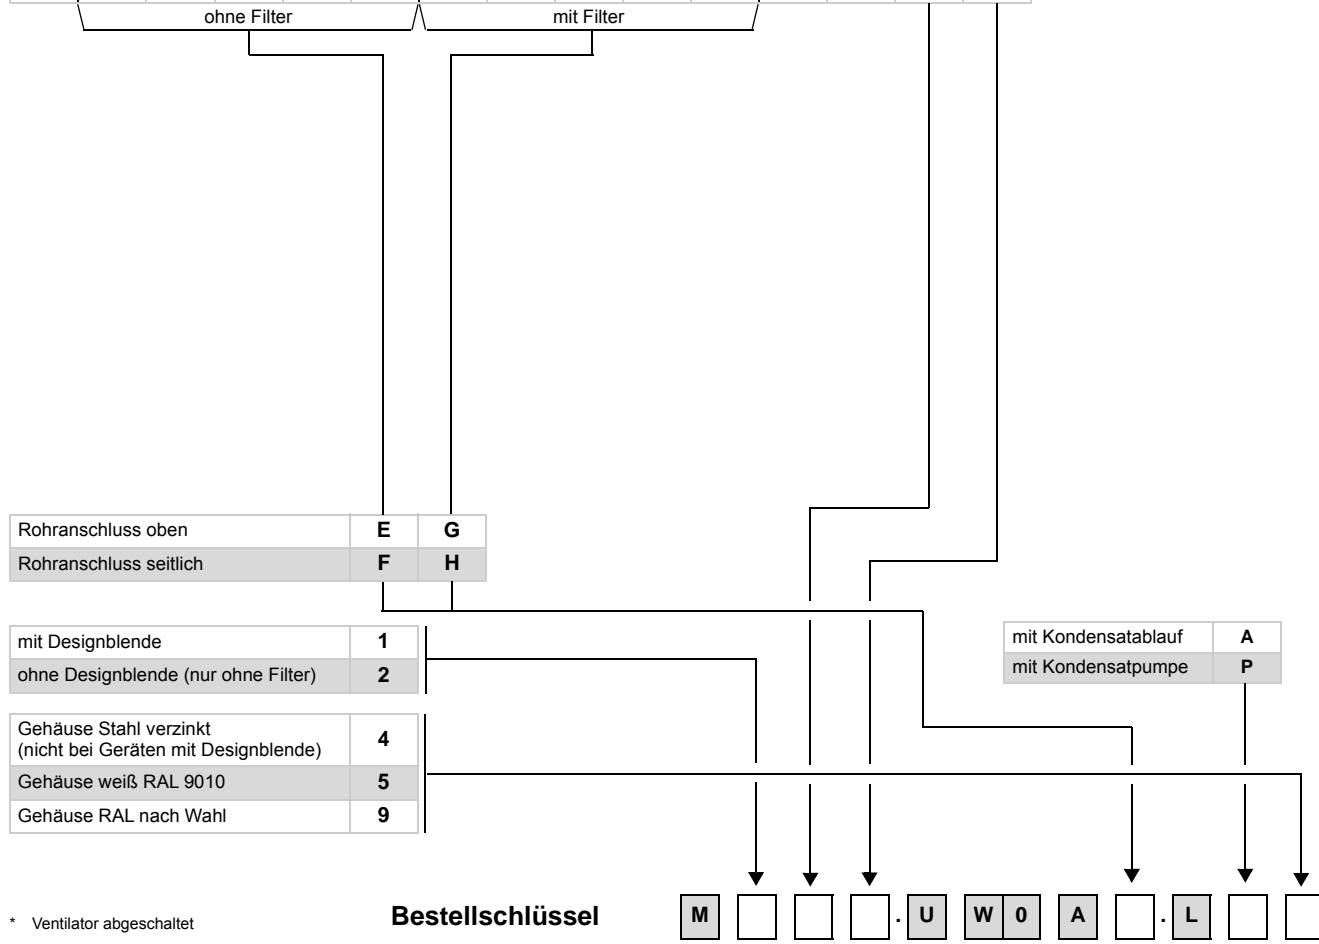 ohne Filter mit Filter
Rohranschluss oben E G
Rohranschluss seitlich F H
mit Designblende 1
ohne Designblende (nur ohne Filter) 2
mit Kondensatablauf A
mit Kondensatpumpe P
Gehäuse Stahl verzinkt
(nicht bei Geräten mit Designblende) 4
Gehäuse weiß RAL 9010 5
Gehäuse RAL nach Wahl 9
* Ventilator abgeschaltet
Bestellschlüssel M . U W 0 A . L